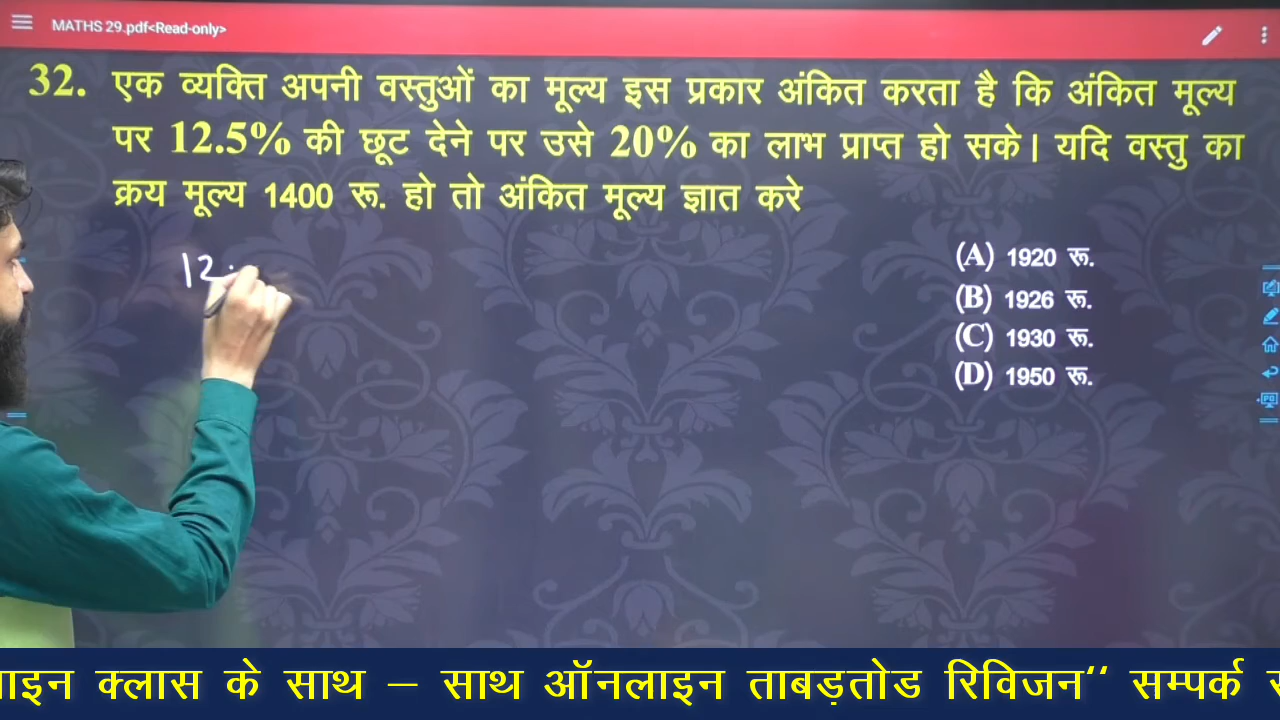 MATHS 29.pdf<Read-only>
32. एक व्यक्ति अपनी वस्तुओं का मूल्य इस प्रकार अंकित करता है कि अंकित मूल्य
पर 12.5% की छूट देने पर उसे 20% का लाभ प्राप्त हो सके। यदि वस्तु का
क्रय मूल्य 1400 रू. हो तो अंकित मूल्य ज्ञात करे
12.
(A) 1920 रू.
(B) 1926 रू.
(C) 1930 रू.
(D) 1950 रू.
लाइन क्लास के साथ – साथ ऑनलाइन ताबड़तोड रिविजन“ सम्पर्क